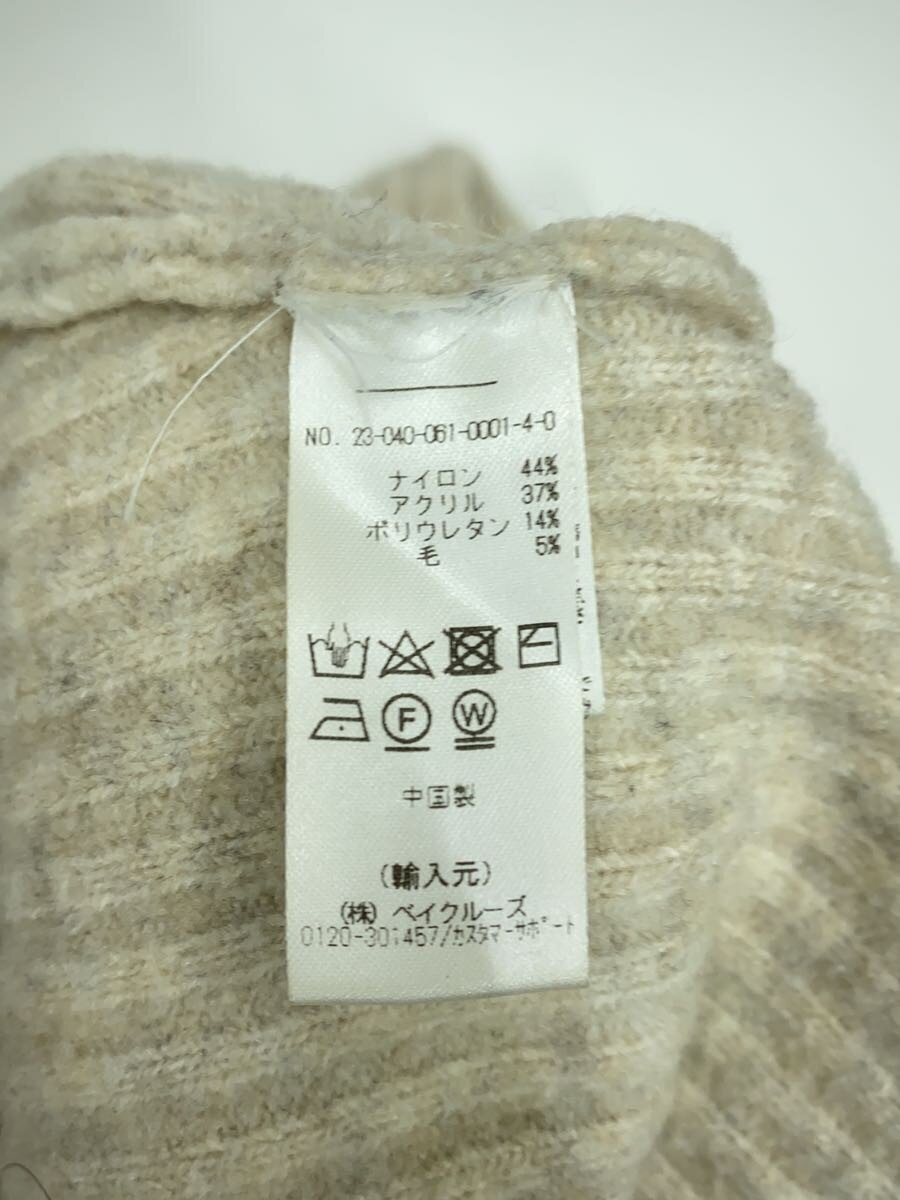 NO. 23-040-061-0001-4-0
ナイロン 44%
アクリル 37%
ポリウレタン 14%
毛 5%
F W
中国製
(輸入元)
(株) ベイクルーズ
0120-301457/カスタマーサポート